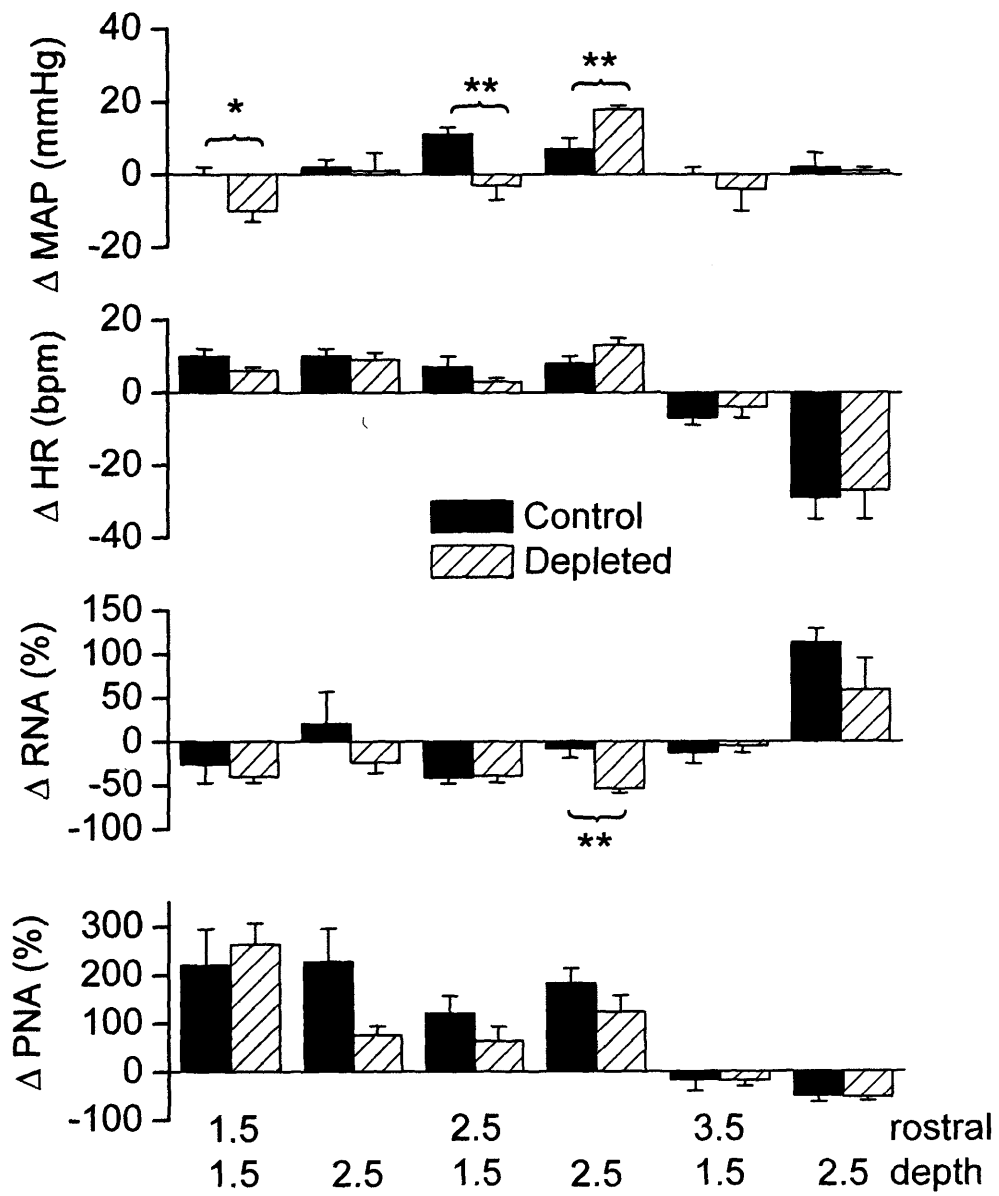 Δ MAP (mmHg)
40
20
0
-20
*
**
**
Δ HR (bpm)
20
0
-20
-40
Control
Depleted
Δ RNA (%)
150
100
50
0
-50
-100
**
Δ PNA (%)
300
200
100
0
-100
1.5 2.5 3.5 rostral
1.5 2.5 1.5 2.5 1.5 2.5 depth